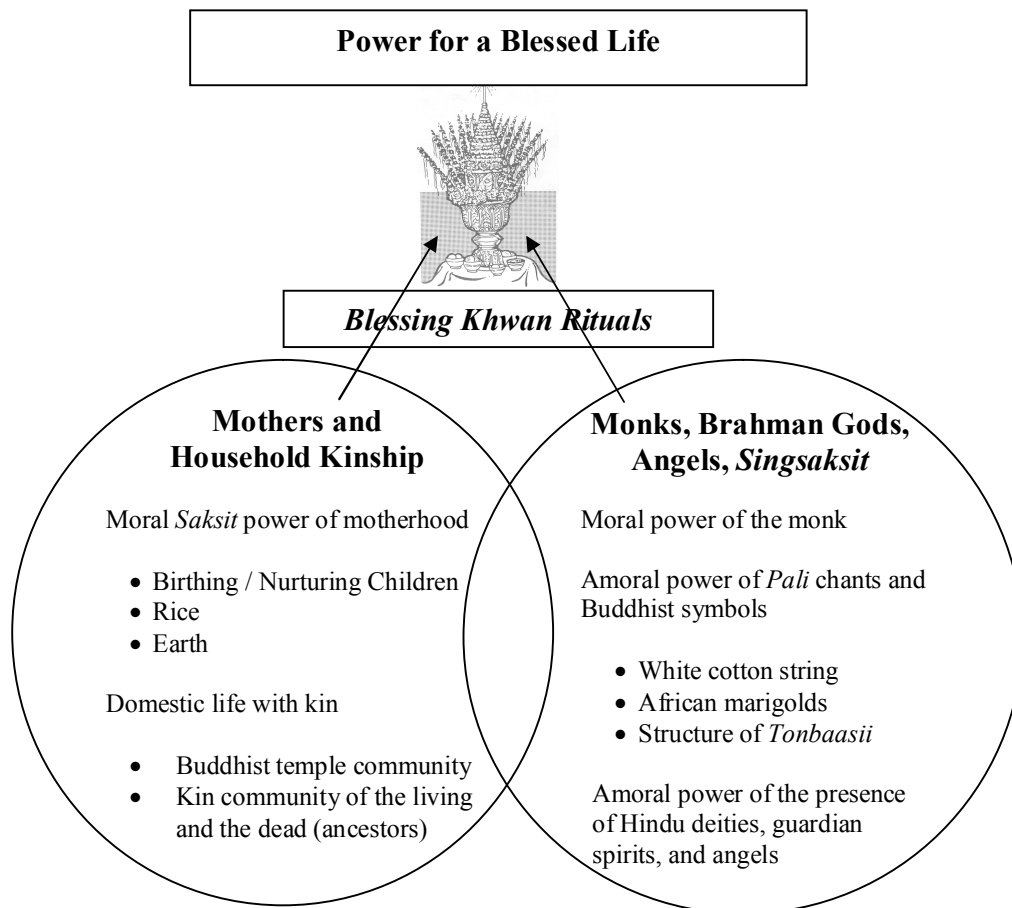 Power for a Blessed Life
Blessing Khwan Rituals
Mothers and
Household Kinship
Moral Saksit power of motherhood
• Birthing / Nurturing Children
• Rice
• Earth
Domestic life with kin
• Buddhist temple community
• Kin community of the living
and the dead (ancestors)
Monks, Brahman Gods,
Angels, Singsaksit
Moral power of the monk
Amoral power of Pali chants and
Buddhist symbols
• White cotton string
• African marigolds
• Structure of Tonbaasii
Amoral power of the presence
of Hindu deities, guardian
spirits, and angels